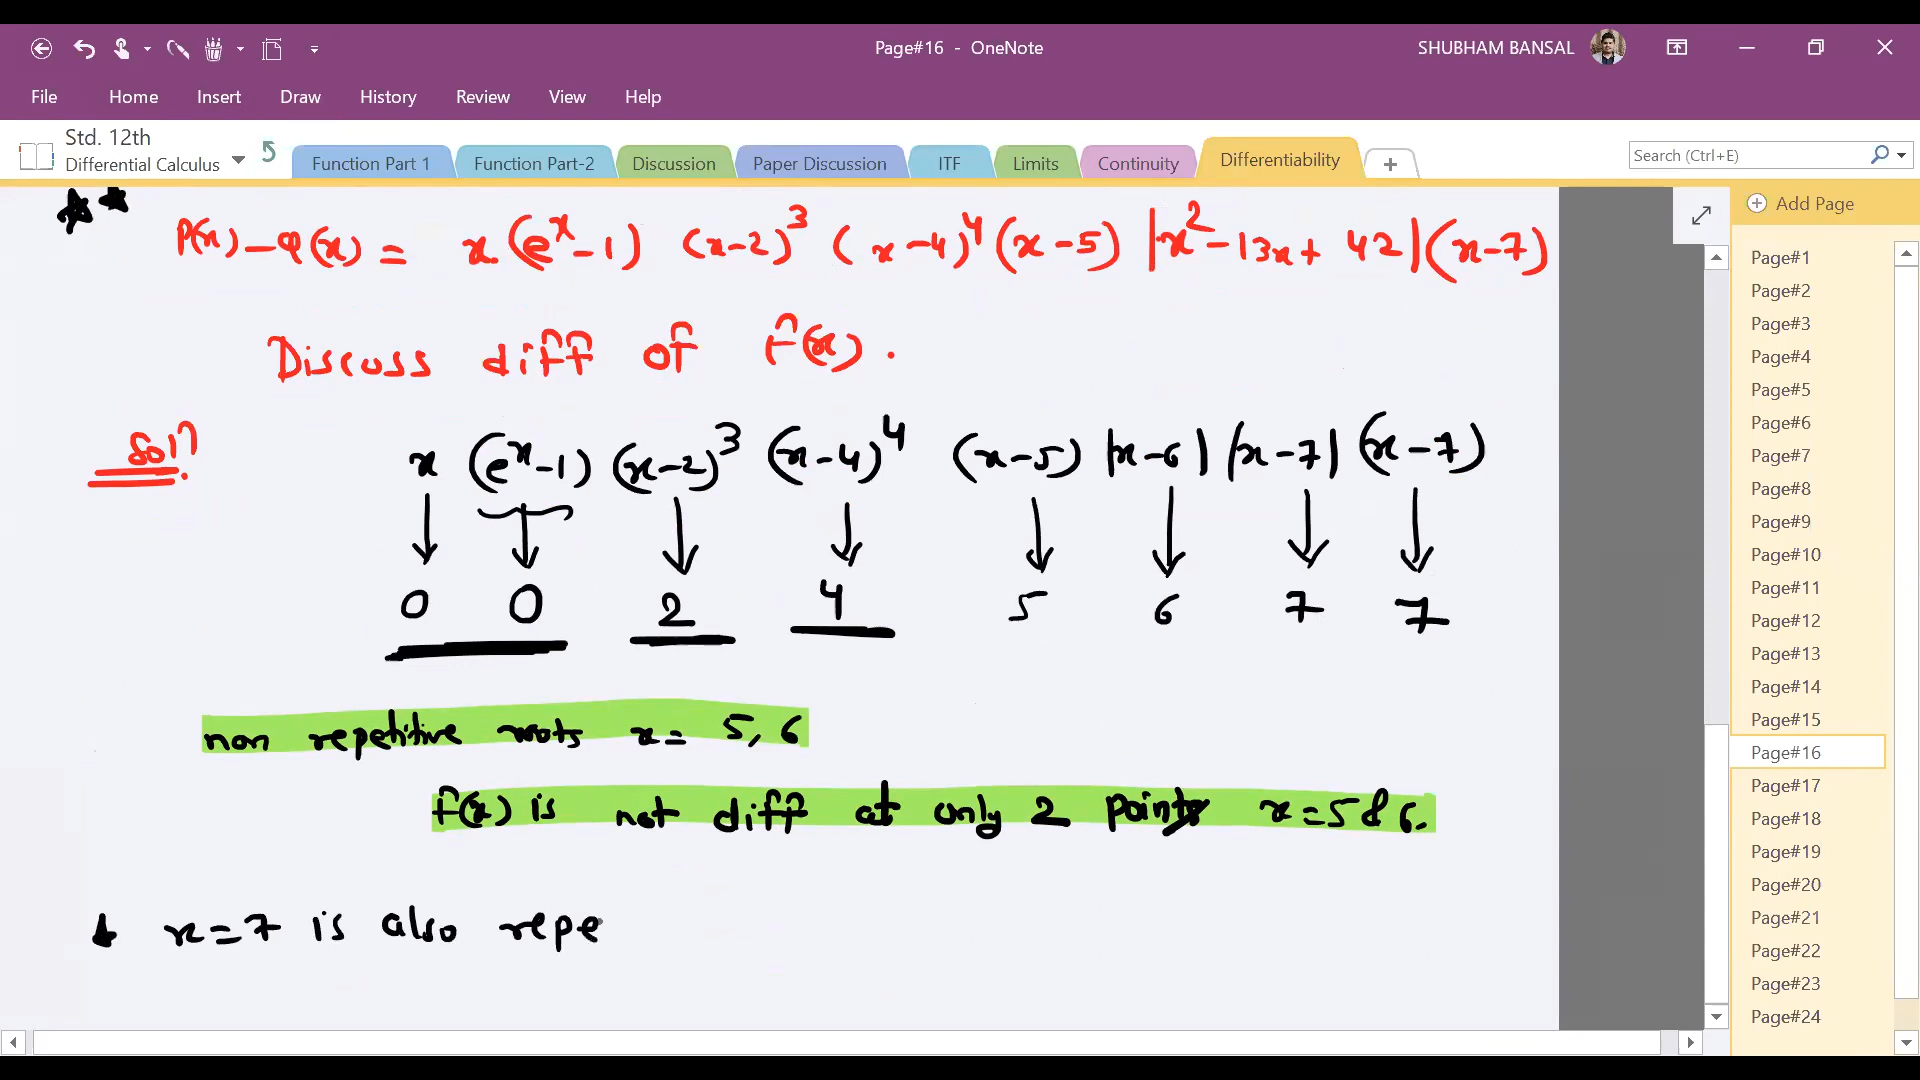 Page#16 - OneNote
SHUBHAM BANSAL
File Home Insert Draw History Review View Help
Std. 12th
Differential Calculus
Function Part 1 Function Part-2 Discussion Paper Discussion ITF Limits Continuity Differentiability
Search (Ctrl+E)
P(x) - Q(x) = x.(e^x - 1) (x-2)^3 (x-4)^4 (x-5) |x^2 - 13x + 42| (x-7)
Discuss diff of f(x).
Sol^n
x (e^x-1) (x-2)^3 (x-4)^4 (x-5) |x-6| |x-7| (x-7)
↓ ↓ ↓ ↓ ↓ ↓ ↓ ↓
0 0 2 4 5 6 7 7
non repetitive roots x = 5, 6
f(x) is not diff at only 2 points x = 5 & 6.
x = 7 is also repe
Add Page
Page#1
Page#2
Page#3
Page#4
Page#5
Page#6
Page#7
Page#8
Page#9
Page#10
Page#11
Page#12
Page#13
Page#14
Page#15
Page#16
Page#17
Page#18
Page#19
Page#20
Page#21
Page#22
Page#23
Page#24